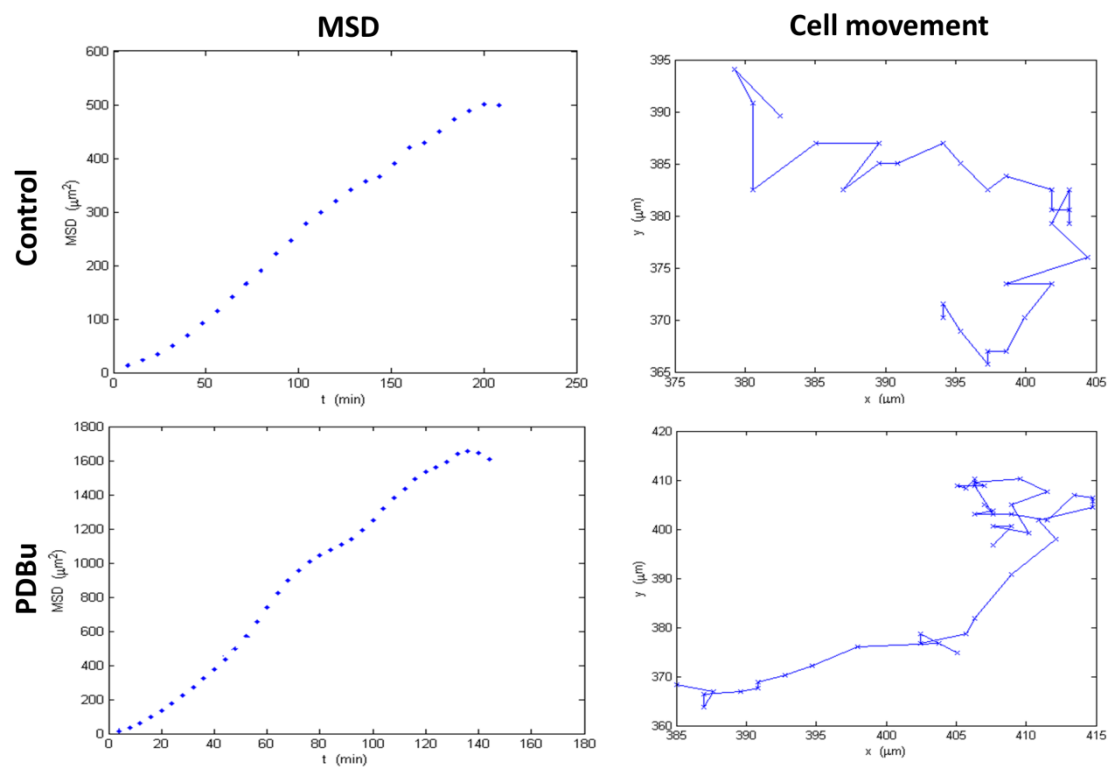 MSD
Cell movement
Control
MSD (μm²)
600
500
400
300
200
100
0
0 50 100 150 200 250
t (min)
y (μm)
395
390
385
380
375
370
365
375 380 385 390 395 400 405
x (μm)
PDBu
MSD (μm²)
1800
1600
1400
1200
1000
800
600
400
200
0
0 20 40 60 80 100 120 140 160 180
t (min)
y (μm)
420
410
400
390
380
370
360
385 390 395 400 405 410 415
x (μm)